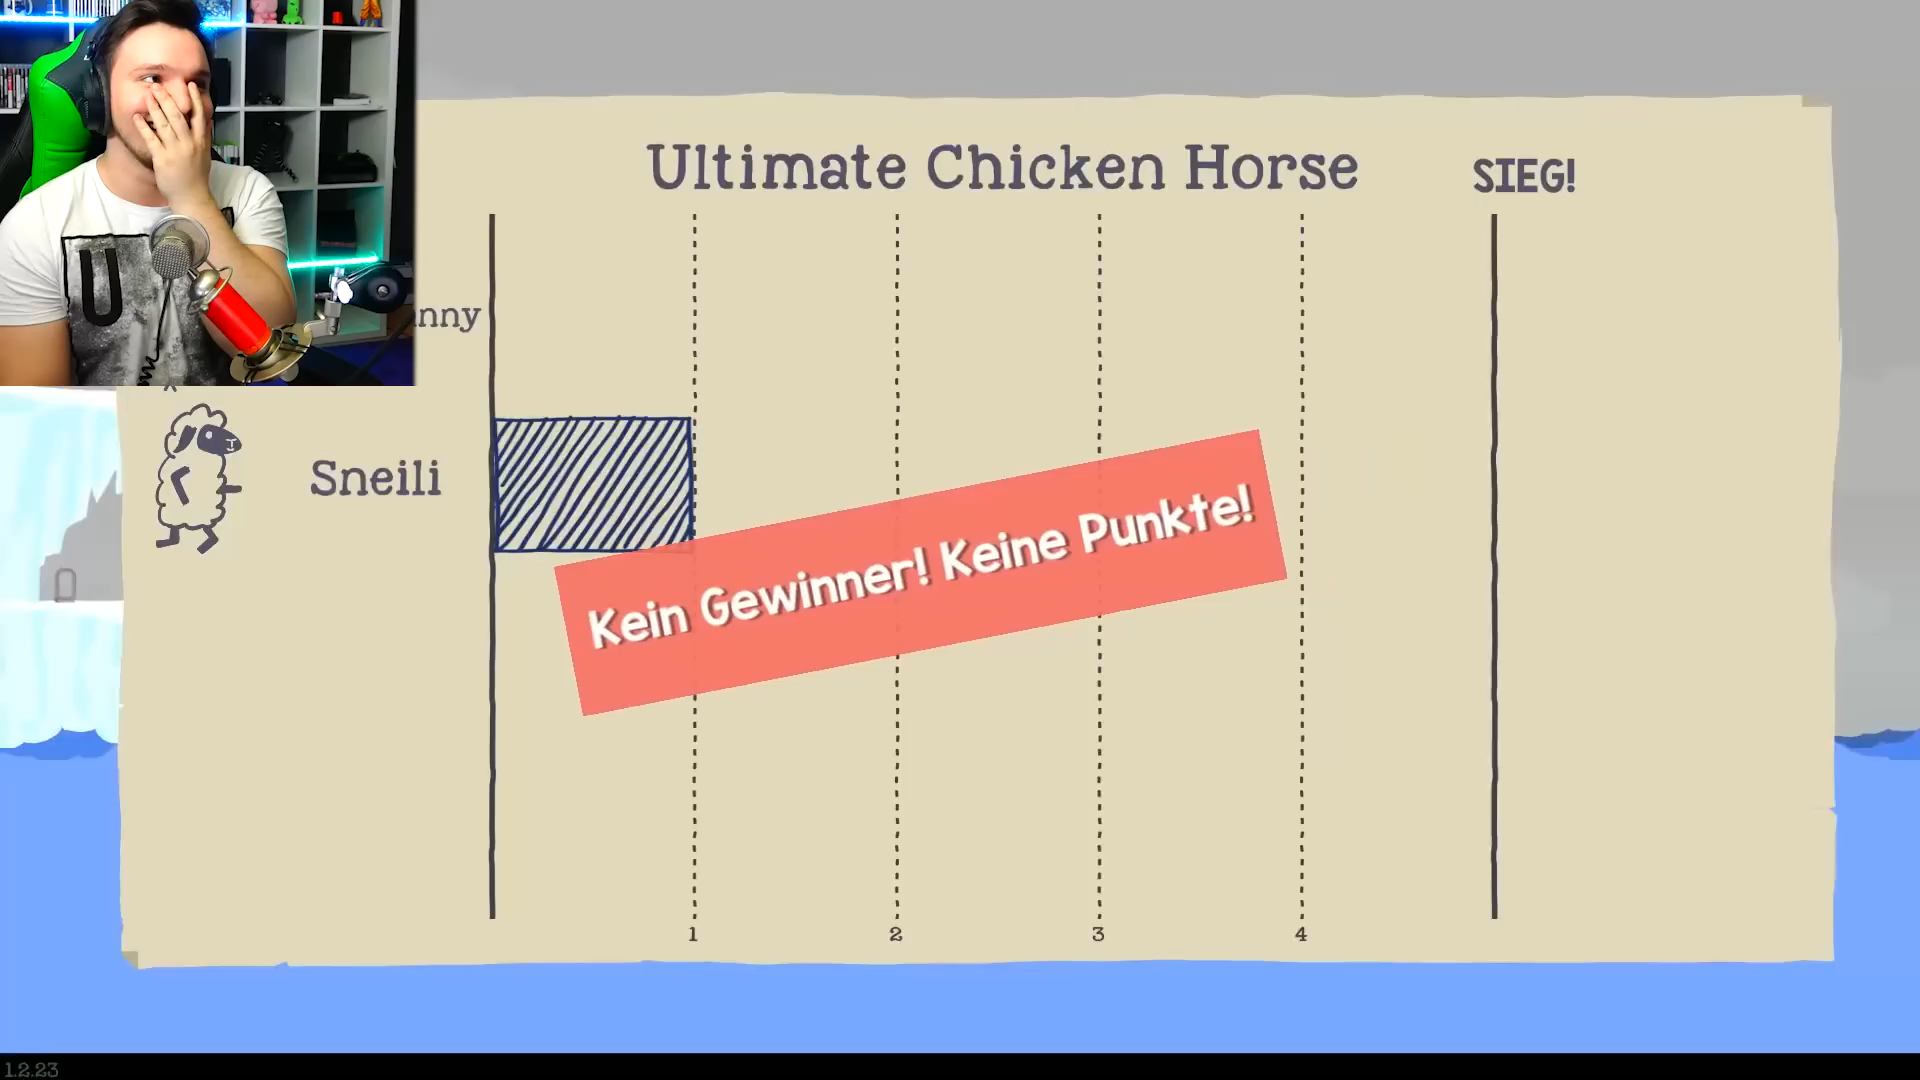 Ultimate Chicken Horse
SIEG!
U
nny
Sneili
Kein Gewinner! Keine Punkte!
1
2
3
4
1.2.23